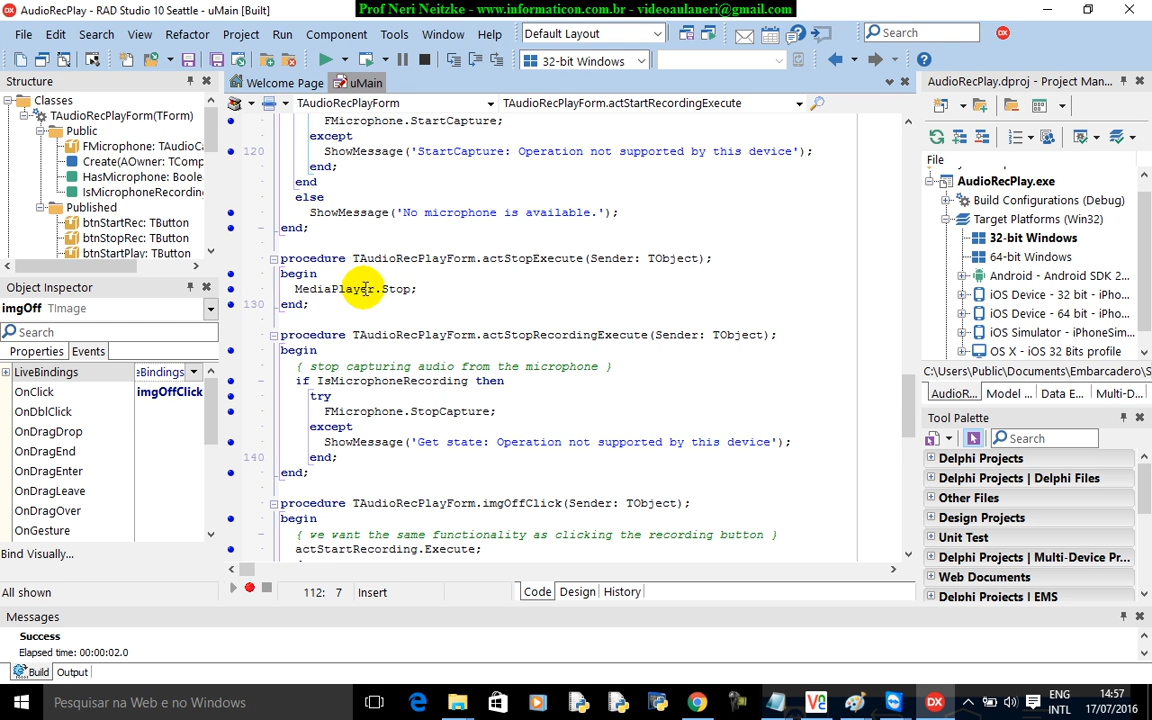 AudioRecPlay - RAD Studio 10 Seattle - uMain [Built]
Prof Neri Neitzke - www.informaticon.com.br - videoaulaneri@gmail.com
File Edit Search View Refactor Project Run Component Tools Window Help
Default Layout
Search
32-bit Windows
Structure
Classes
TAudioRecPlayForm(TForm)
Public
FMicrophone: TAudioCa
Create(AOwner: TComp
HasMicrophone: Boole
IsMicrophoneRecording
Published
btnStartRec: TButton
btnStopRec: TButton
btnStartPlay: TButton
Object Inspector
imgOff TImage
Search
Properties Events
LiveBindings eBindings
OnClick imgOffClick
OnDblClick
OnDragDrop
OnDragEnd
OnDragEnter
OnDragLeave
OnDragOver
OnGesture
Bind Visually...
All shown
Welcome Page uMain
TAudioRecPlayForm TAudioRecPlayForm.actStartRecordingExecute
FMicrophone.StartCapture;
except
120 ShowMessage('StartCapture: Operation not supported by this device');
end;
end
else
ShowMessage('No microphone is available.');
end;
procedure TAudioRecPlayForm.actStopExecute(Sender: TObject);
begin
MediaPlayer.Stop;
130 end;
procedure TAudioRecPlayForm.actStopRecordingExecute(Sender: TObject);
begin
{ stop capturing audio from the microphone }
if IsMicrophoneRecording then
try
FMicrophone.StopCapture;
except
ShowMessage('Get state: Operation not supported by this device');
140 end;
end;
procedure TAudioRecPlayForm.imgOffClick(Sender: TObject);
begin
{ we want the same functionality as clicking the recording button }
actStartRecording.Execute;
112: 7 Insert Code Design History
AudioRecPlay.dproj - Project Man...
File
AudioRecPlay.exe
Build Configurations (Debug)
Target Platforms (Win32)
32-bit Windows
64-bit Windows
Android - Android SDK 2...
iOS Device - 32 bit - iPho...
iOS Device - 64 bit - iPho...
iOS Simulator - iPhoneSim...
OS X - iOS 32 Bits profile
C:\Users\Public\Documents\Embarcadero\S
AudioR... Model ... Data E... Multi-D...
Tool Palette
Search
Delphi Projects
Delphi Projects | Delphi Files
Other Files
Design Projects
Unit Test
Delphi Projects | Multi-Device Pr...
Web Documents
Delphi Projects | EMS
Messages
Success
Elapsed time: 00:00:02.0
Build Output
Pesquisar na Web e no Windows
ENG
INTL
14:57
17/07/2016